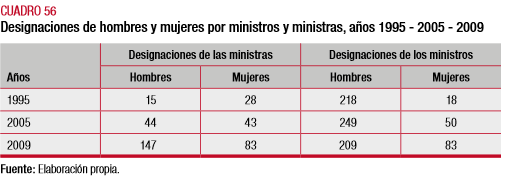 CUADRO 56
Designaciones de hombres y mujeres por ministros y ministras, años 1995 - 2005 - 2009
Designaciones de las ministras Designaciones de los ministros
Años Hombres Mujeres Hombres Mujeres
1995 15 28 218 18
2005 44 43 249 50
2009 147 83 209 83
Fuente: Elaboración propia.